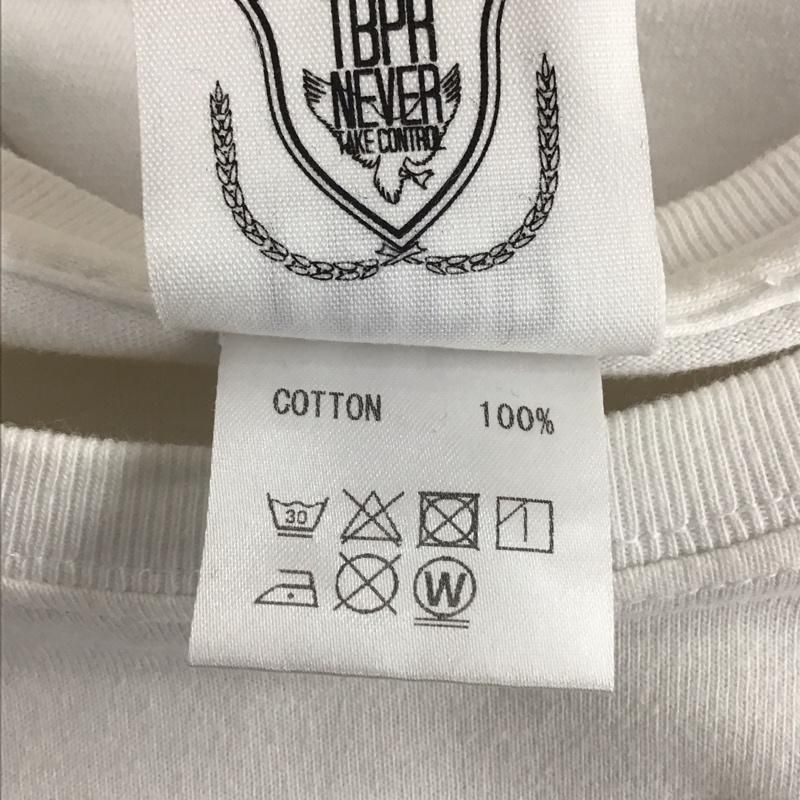 TBPR
NEVER
TAKE CONTROL
COTTON 100%
30
W